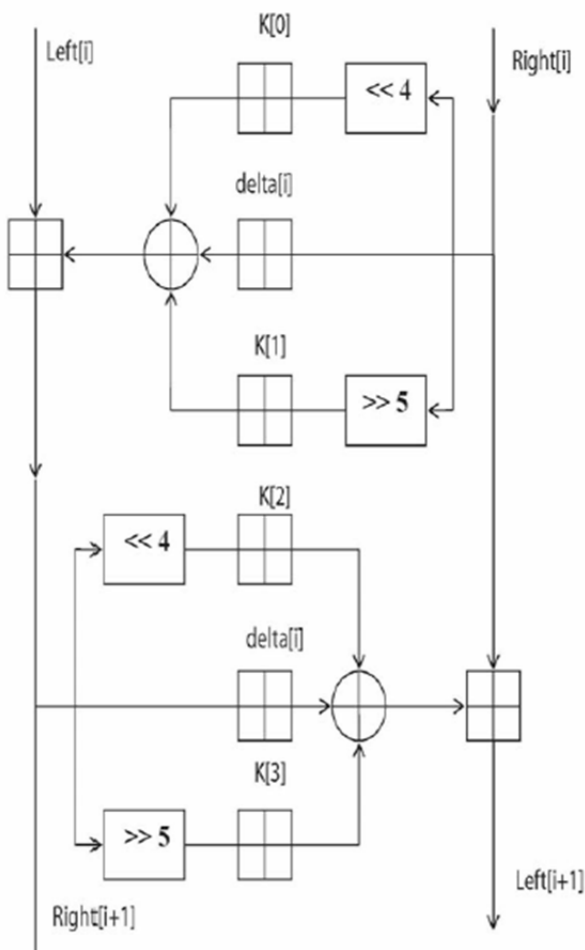 K[0]
Left[i]
Right[i]
<< 4
delta[i]
K[1]
>> 5
K[2]
<< 4
delta[i]
K[3]
>> 5
Left[i+1]
Right[i+1]